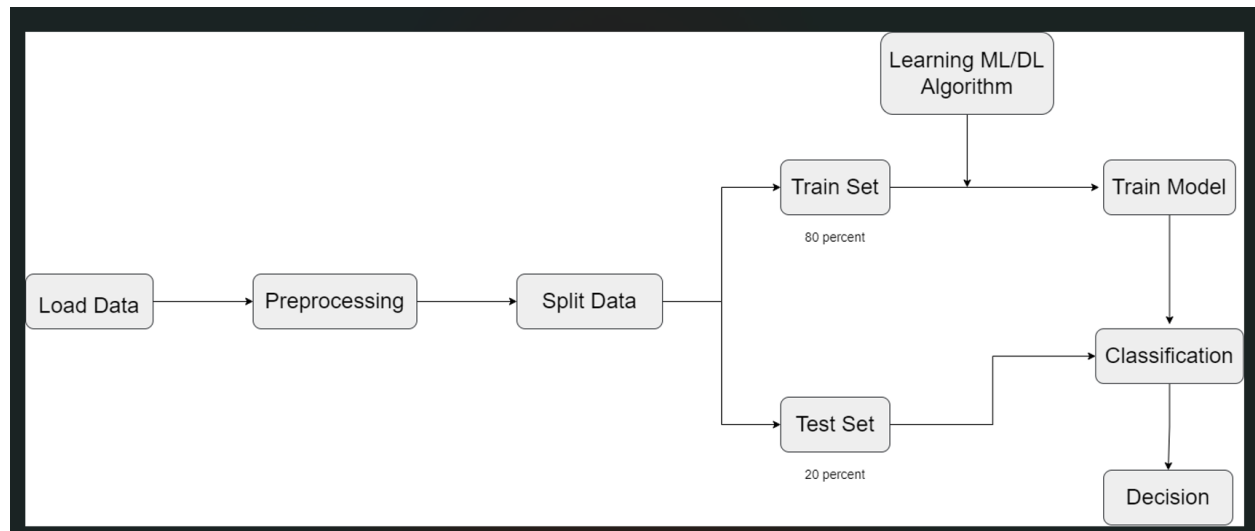 Learning ML/DL
Algorithm
Train Set
Train Model
80 percent
Load Data
Preprocessing
Split Data
Classification
Test Set
20 percent
Decision